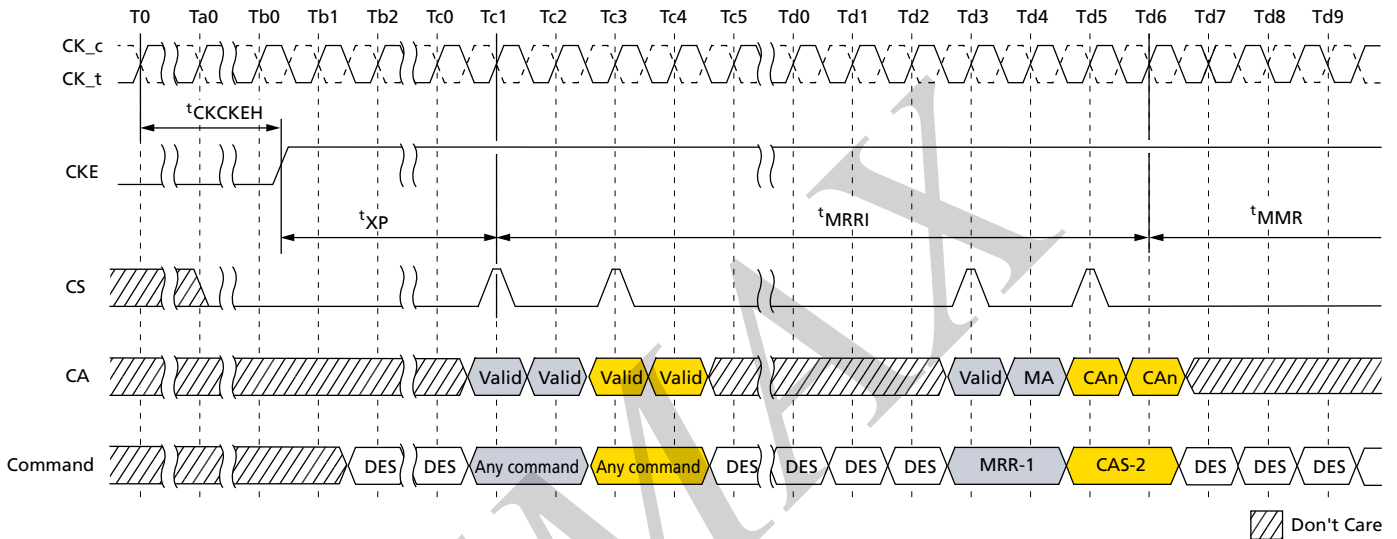 T0 Ta0 Tb0 Tb1 Tb2 Tc0 Tc1 Tc2 Tc3 Tc4 Tc5 Td0 Td1 Td2 Td3 Td4 Td5 Td6 Td7 Td8 Td9
CK_c
CK_t
tCKCKEH
CKE
tXP tMRRI tMMR
CS
CA Valid Valid Valid Valid Valid MA CAn CAn
Command DES DES Any command Any command DES DES DES DES MRR-1 CAS-2 DES DES DES
Don't Care